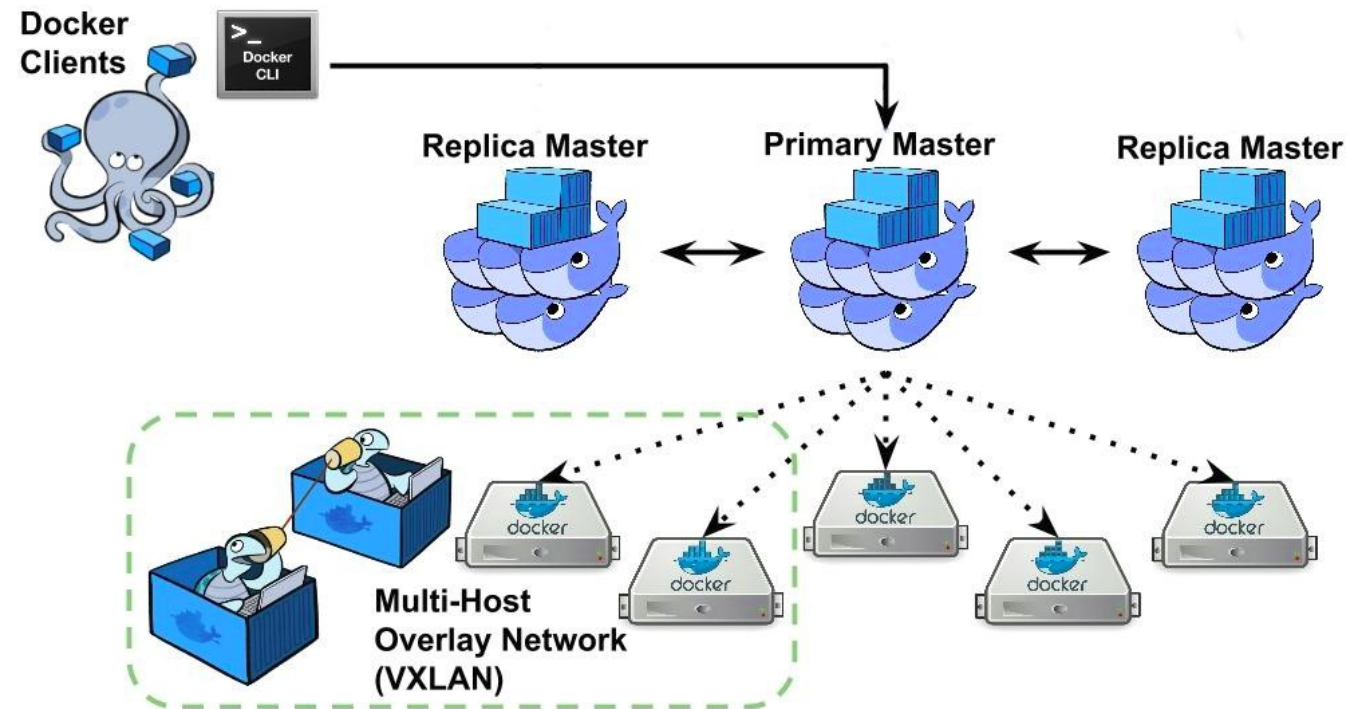 Docker
Clients
>_
Docker
CLI
Replica Master
Primary Master
Replica Master
docker
docker
docker
docker
docker
Multi-Host
Overlay Network
(VXLAN)